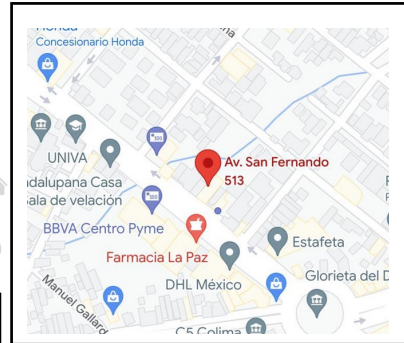 Honda
Concesionario Honda
UNIVA
dalupana Casa
ala de velación
Av. San Fernando
513
BBVA Centro Pyme
Farmacia La Paz
Estafeta
DHL México
Glorieta del D
Manuel Gallard
C5 Colima